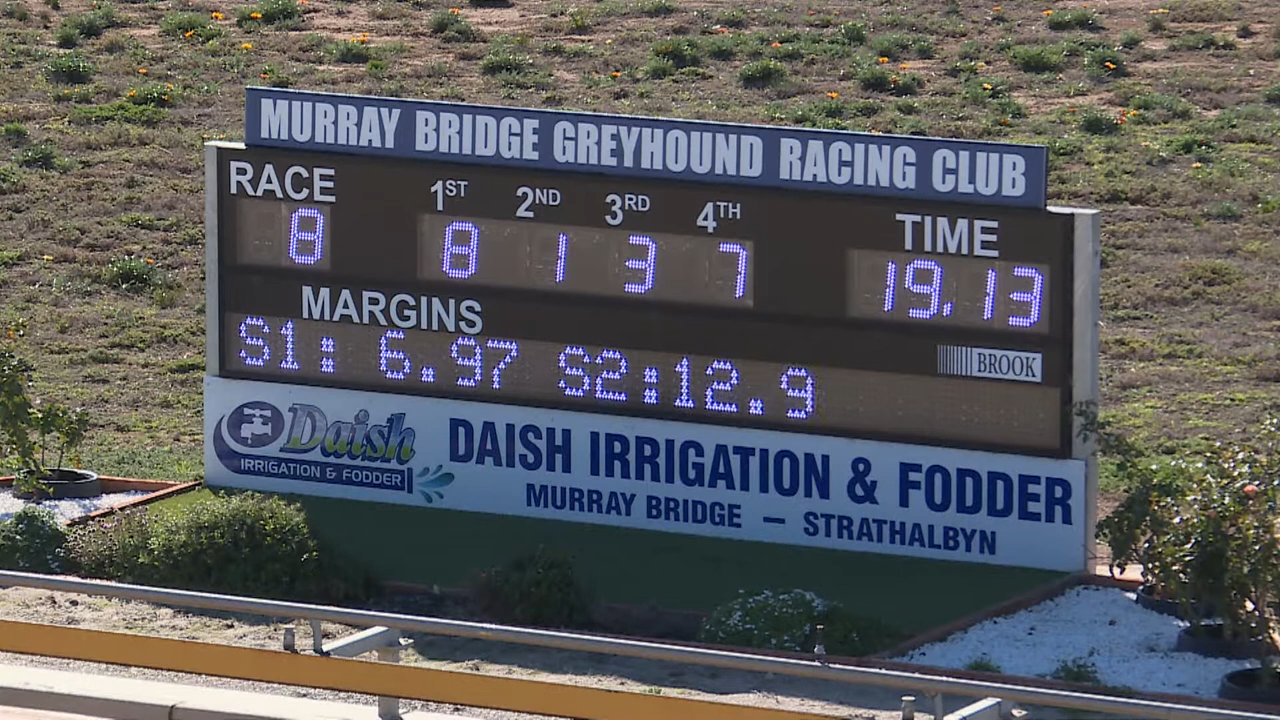 MURRAY BRIDGE GREYHOUND RACING CLUB
RACE 1ST 2ND 3RD 4TH TIME
8 8 1 3 7 19.13
MARGINS
S1: 6.97 S2:12.9
BROOK
Daish
IRRIGATION & FODDER
DAISH IRRIGATION & FODDER
MURRAY BRIDGE – STRATHALBYN